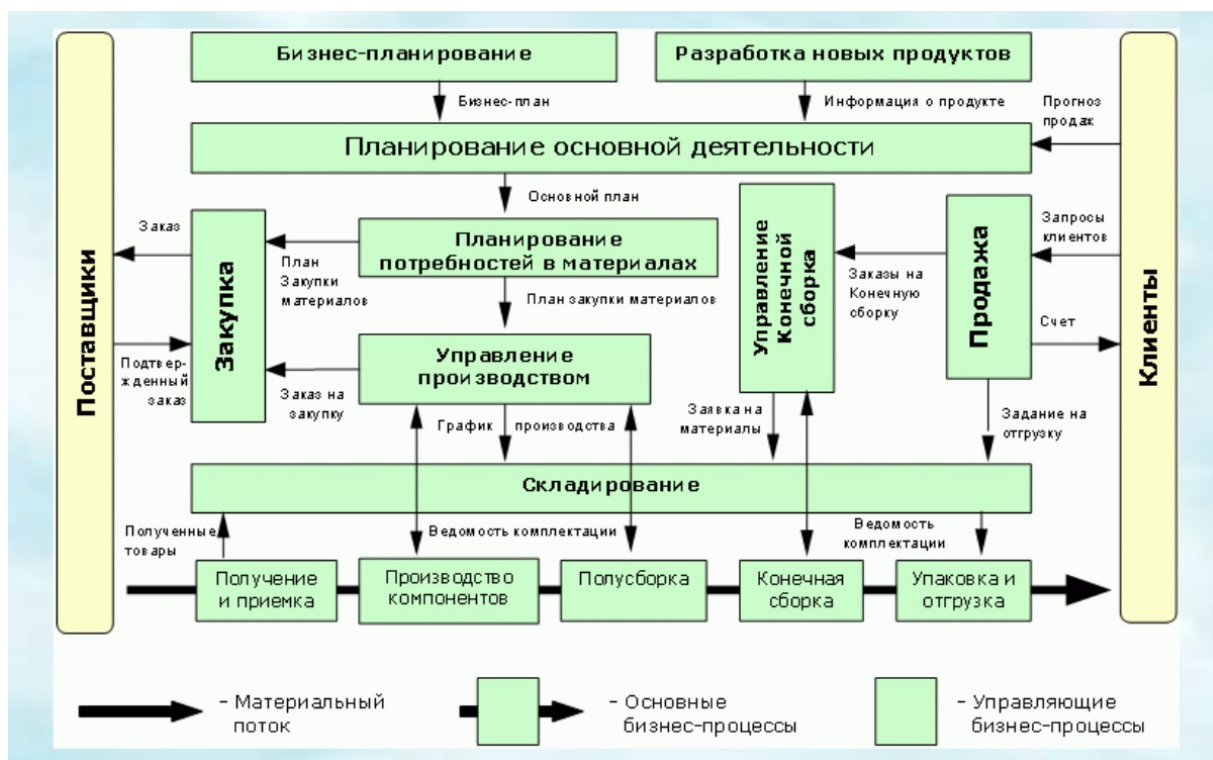 Бизнес-планирование
Разработка новых продуктов
Бизнес-план
Информация о продукте
Прогноз
продаж
Планирование основной деятельности
Основной план
Поставщики
Заказ
Закупка
План
Закупки
материалов
Планирование
потребностей в материалах
План закупки материалов
Управление
Конечной
сборка
Заказы на
Конечную
сборку
Продажа
Запросы
клиентов
Счет
Клиенты
Подтвер-
жденный
заказ
Заказ на
закупку
Управление
производством
График производства
Заявка на
материалы
Задание на
отгрузку
Складирование
Полученные
товары
Ведомость комплектации
Ведомость
комплектации
Получение
и приемка
Производство
компонентов
Полусборка
Конечная
сборка
Упаковка и
отгрузка
- Материальный
поток
- Основные
бизнес-процессы
- Управляющие
бизнес-процессы